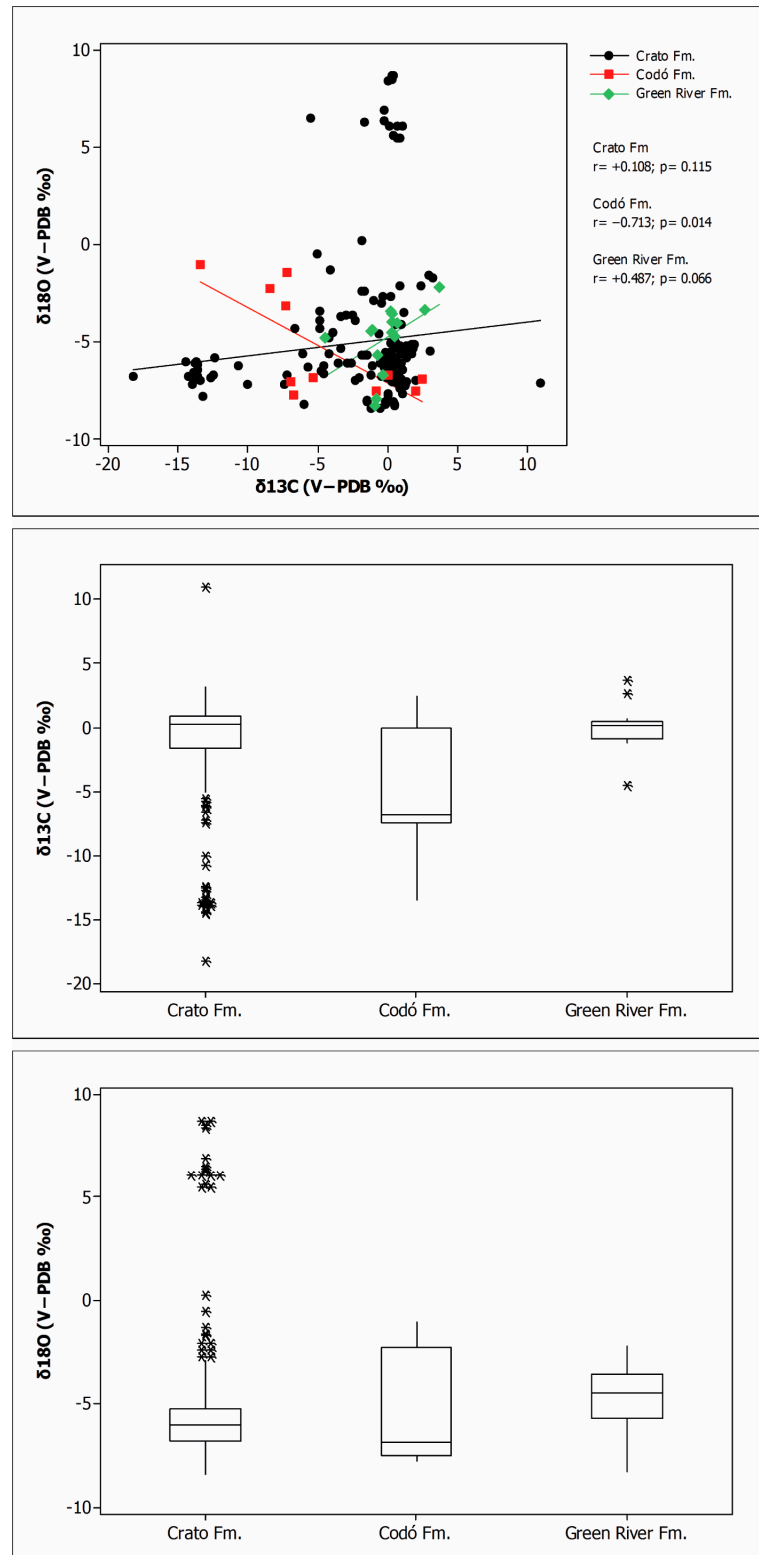 10
5
0
-5
-10
-20
-15
-10
-5
0
5
10
δ18O (V−PDB ‰)
δ13C (V−PDB ‰)
Crato Fm.
Codó Fm.
Green River Fm.
Crato Fm
r= +0.108; p= 0.115
Codó Fm.
r= −0.713; p= 0.014
Green River Fm.
r= +0.487; p= 0.066
10
5
0
-5
-10
-15
-20
δ13C (V−PDB ‰)
Crato Fm.
Codó Fm.
Green River Fm.
10
5
0
-5
-10
δ18O (V−PDB ‰)
Crato Fm.
Codó Fm.
Green River Fm.